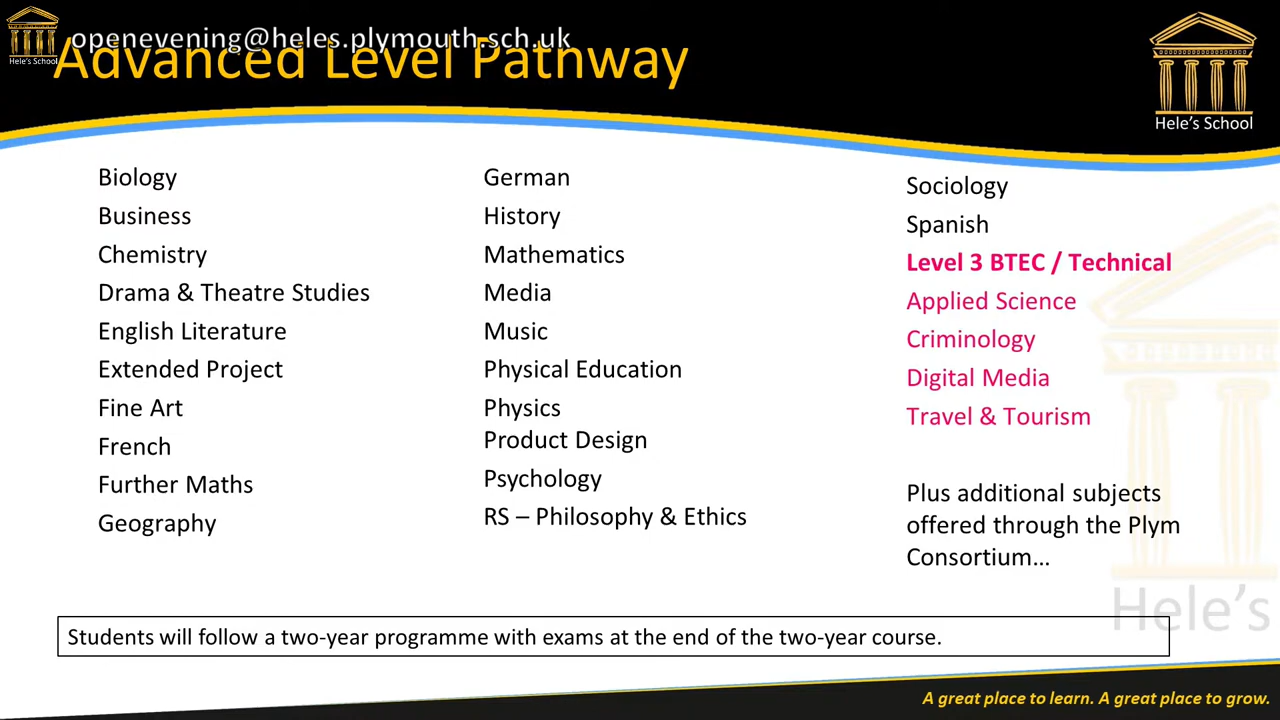 openevening@heles.plymouth.sch.uk
Hele's School
Advanced Level Pathway
Hele's School
Biology
Business
Chemistry
Drama & Theatre Studies
English Literature
Extended Project
Fine Art
French
Further Maths
Geography
German
History
Mathematics
Media
Music
Physical Education
Physics
Product Design
Psychology
RS – Philosophy & Ethics
Sociology
Spanish
Level 3 BTEC / Technical
Applied Science
Criminology
Digital Media
Travel & Tourism
Plus additional subjects
offered through the Plym
Consortium…
Hele's
Students will follow a two-year programme with exams at the end of the two-year course.
A great place to learn. A great place to grow.